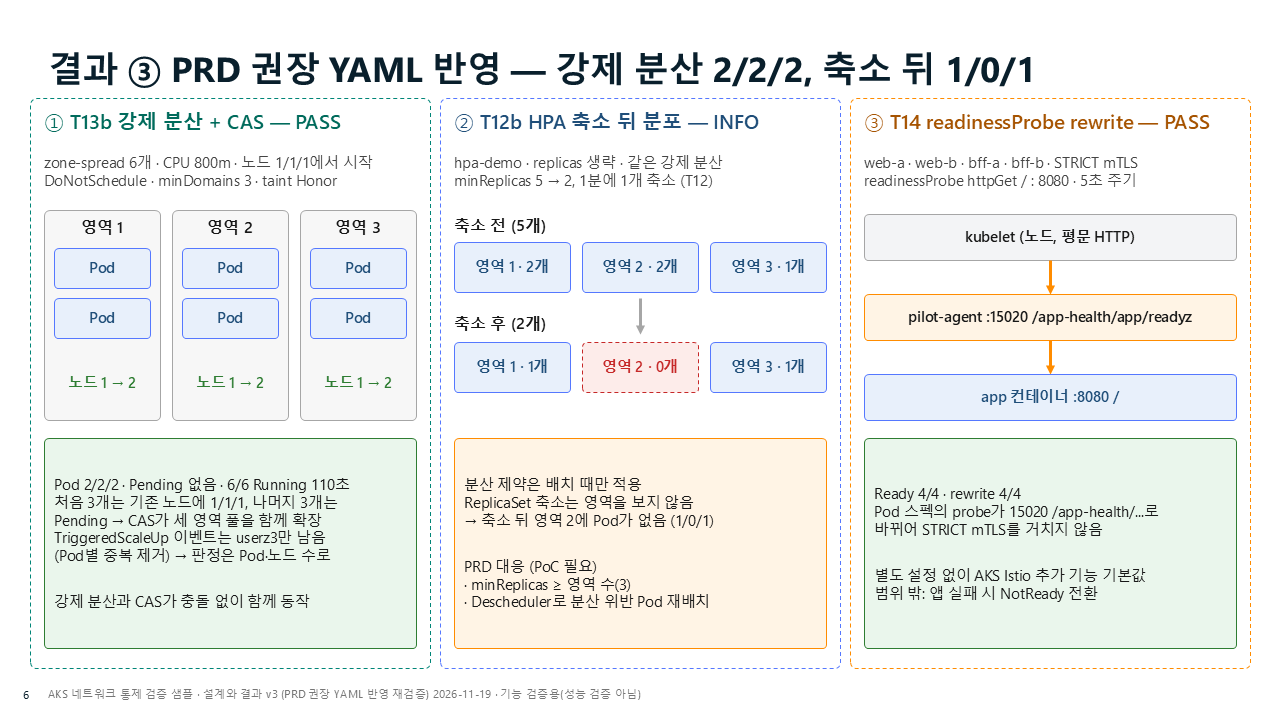 결과 ③ PRD 권장 YAML 반영 — 강제 분산 2/2/2, 축소 뒤 1/0/1
① T13b 강제 분산 + CAS — PASS
zone-spread 6개 · CPU 800m · 노드 1/1/1에서 시작
DoNotSchedule · minDomains 3 · taint Honor
영역 1
영역 2
영역 3
Pod
Pod
Pod
Pod
Pod
Pod
노드 1 → 2
노드 1 → 2
노드 1 → 2
Pod 2/2/2 · Pending 없음 · 6/6 Running 110초
처음 3개는 기존 노드에 1/1/1, 나머지 3개는
Pending → CAS가 세 영역 풀을 함께 확장
TriggeredScaleUp 이벤트는 userz3만 남음
(Pod별 중복 제거) → 판정은 Pod·노드 수로
강제 분산과 CAS가 충돌 없이 함께 동작
② T12b HPA 축소 뒤 분포 — INFO
hpa-demo · replicas 생략 · 같은 강제 분산
minReplicas 5 → 2, 1분에 1개 축소 (T12)
축소 전 (5개)
영역 1 · 2개
영역 2 · 2개
영역 3 · 1개
축소 후 (2개)
영역 1 · 1개
영역 2 · 0개
영역 3 · 1개
분산 제약은 배치 때만 적용
ReplicaSet 축소는 영역을 보지 않음
→ 축소 뒤 영역 2에 Pod가 없음 (1/0/1)
PRD 대응 (PoC 필요)
· minReplicas ≥ 영역 수(3)
· Descheduler로 분산 위반 Pod 재배치
③ T14 readinessProbe rewrite — PASS
web-a · web-b · bff-a · bff-b · STRICT mTLS
readinessProbe httpGet / : 8080 · 5초 주기
kubelet (노드, 평문 HTTP)
pilot-agent :15020 /app-health/app/readyz
app 컨테이너 :8080 /
Ready 4/4 · rewrite 4/4
Pod 스펙의 probe가 15020 /app-health/...로
바뀌어 STRICT mTLS를 거치지 않음
별도 설정 없이 AKS Istio 추가 기능 기본값
범위 밖: 앱 실패 시 NotReady 전환
6 AKS 네트워크 통제 검증 샘플 · 설계와 결과 v3 (PRD 권장 YAML 반영 재검증) 2026-11-19 · 기능 검증용(성능 검증 아님)